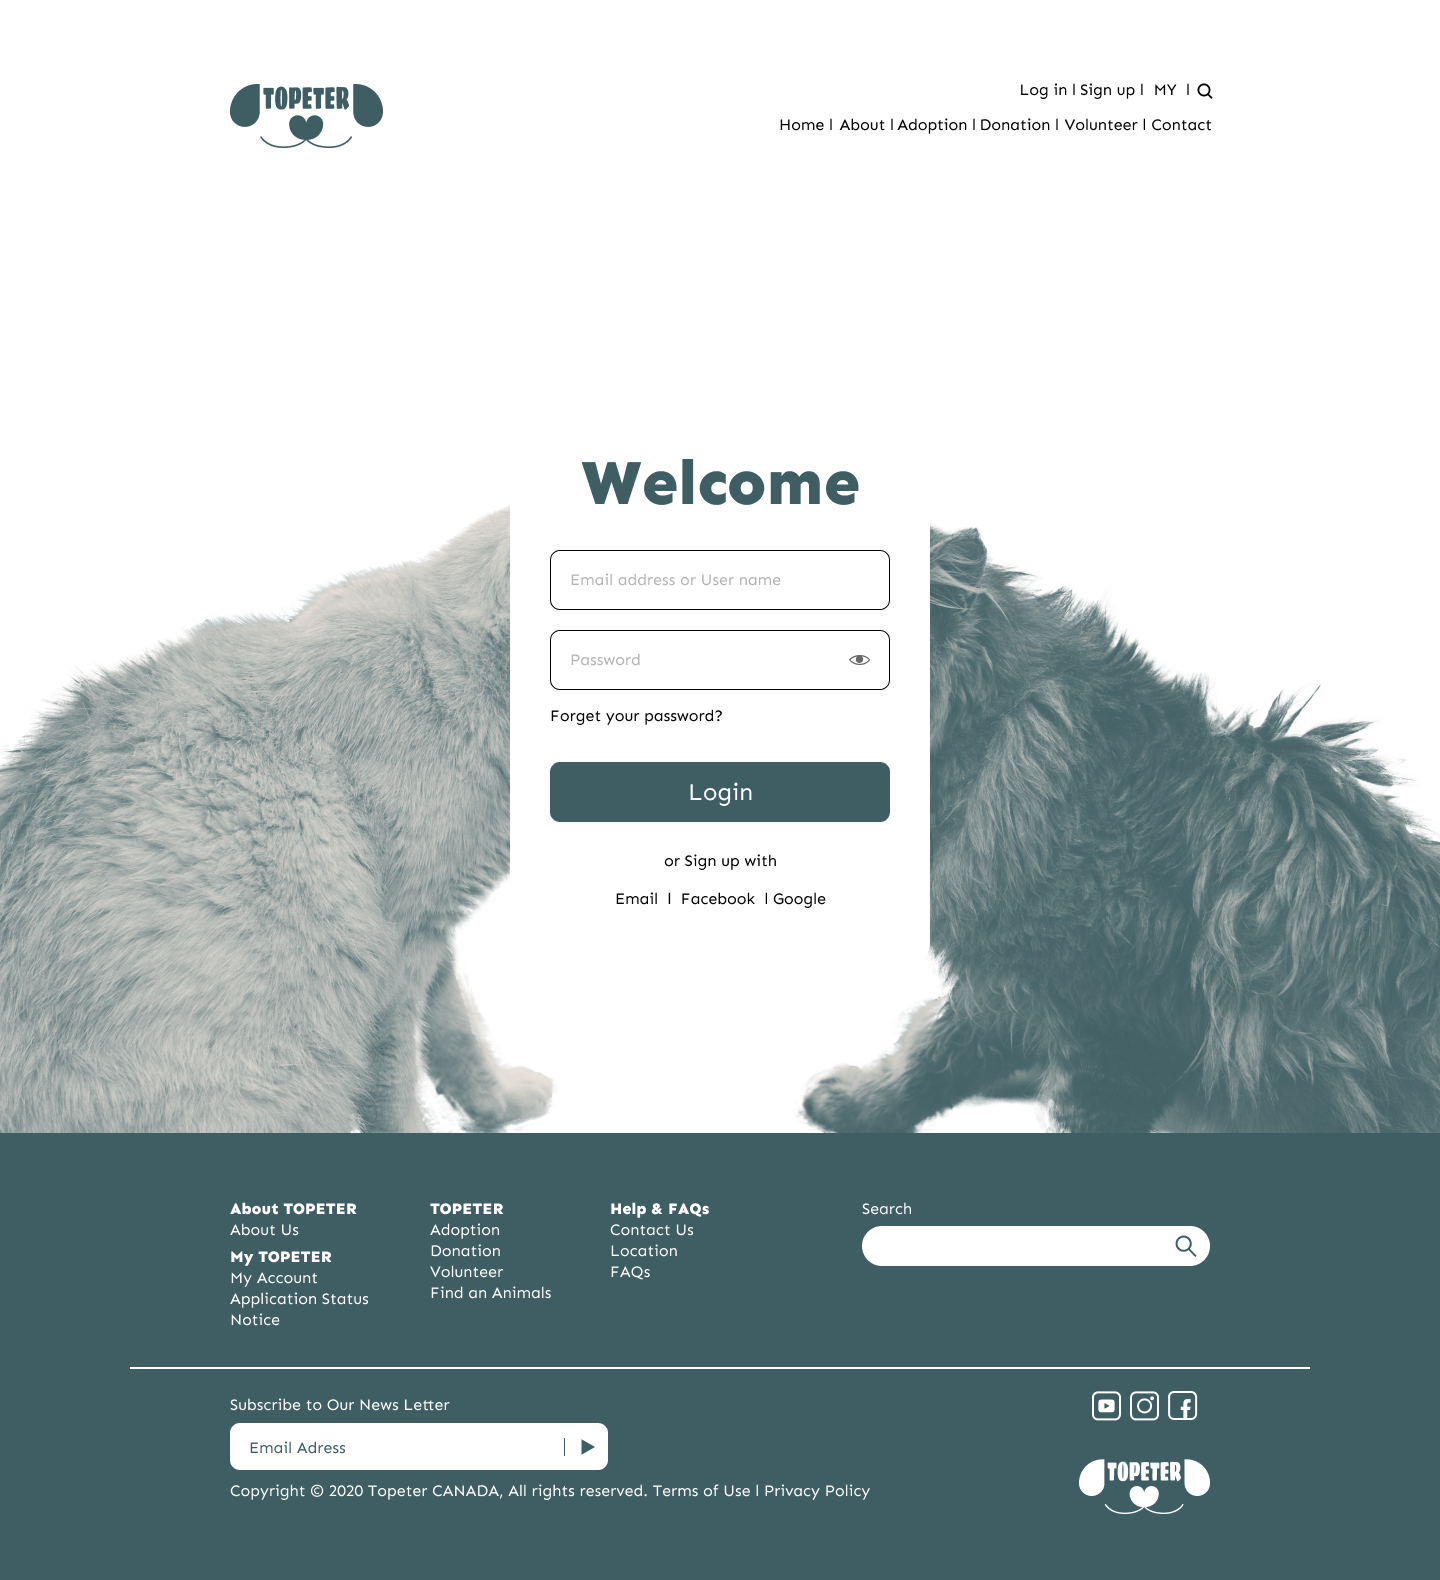 TOPETER
Log in | Sign up | MY |
Home | About | Adoption | Donation | Volunteer | Contact
Welcome
Email address or User name
Password
Forget your password?
Login
or Sign up with
Email | Facebook | Google
About TOPETER
About Us
My TOPETER
My Account
Application Status
Notice
TOPETER
Adoption
Donation
Volunteer
Find an Animals
Help & FAQs
Contact Us
Location
FAQs
Search
Subscribe to Our News Letter
Email Adress
Copyright © 2020 Topeter CANADA, All rights reserved. Terms of Use | Privacy Policy
TOPETER